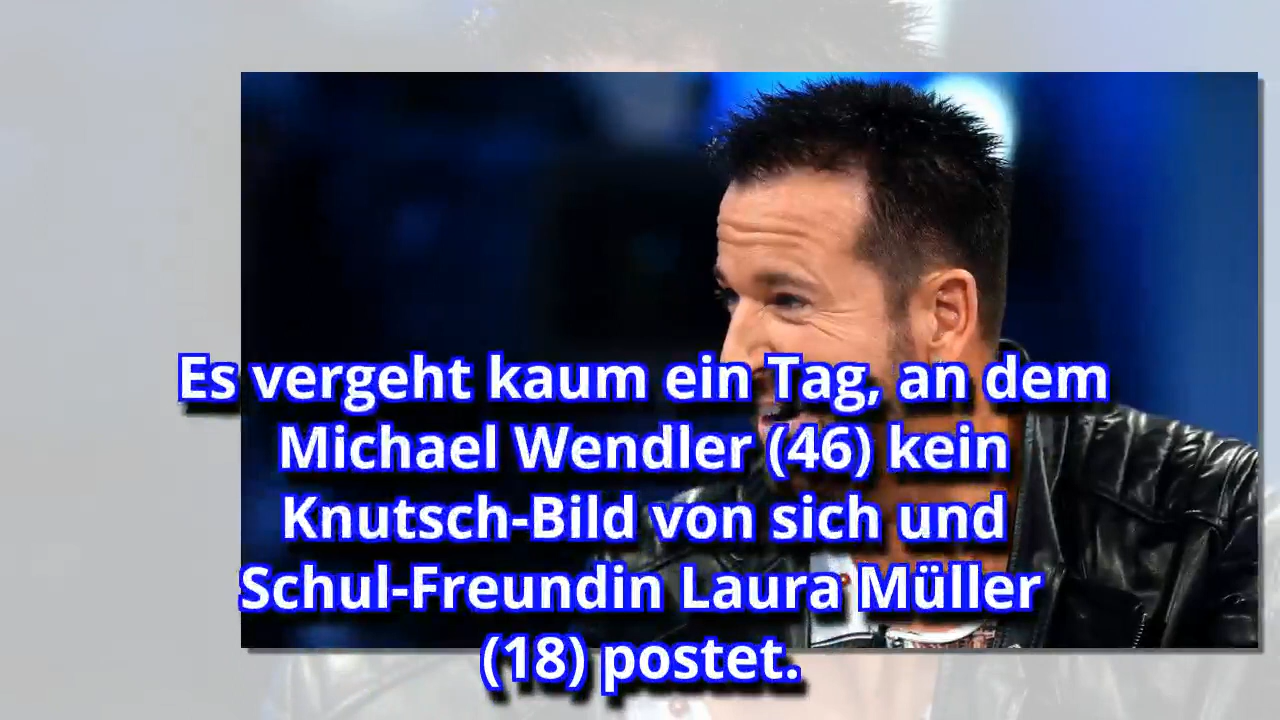 Es vergeht kaum ein Tag, an dem
Michael Wendler (46) kein
Knutsch-Bild von sich und
Schul-Freundin Laura Müller
(18) postet.